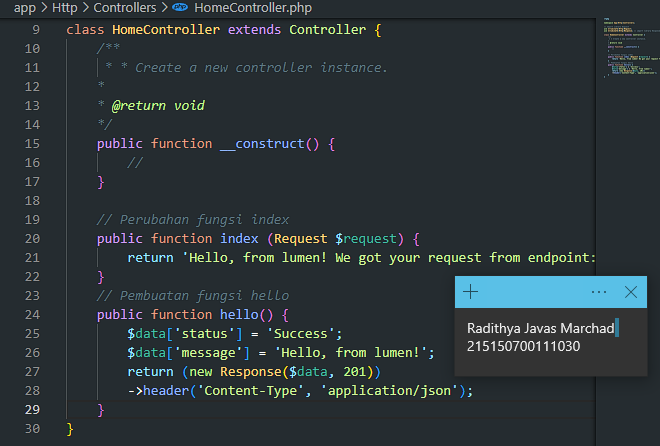 app > Http > Controllers > HomeController.php
9 class HomeController extends Controller {
10 /**
11 * * Create a new controller instance.
12 *
13 * @return void
14 */
15 public function __construct() {
16 //
17 }
18
19 // Perubahan fungsi index
20 public function index (Request $request) {
21 return 'Hello, from lumen! We got your request from endpoint:
22 }
23 // Pembuatan fungsi hello
24 public function hello() {
25 $data['status'] = 'Success';
26 $data['message'] = 'Hello, from lumen!';
27 return (new Response($data, 201))
28 ->header('Content-Type', 'application/json');
29 }
30 }
Radithya Javas Marchad
215150700111030